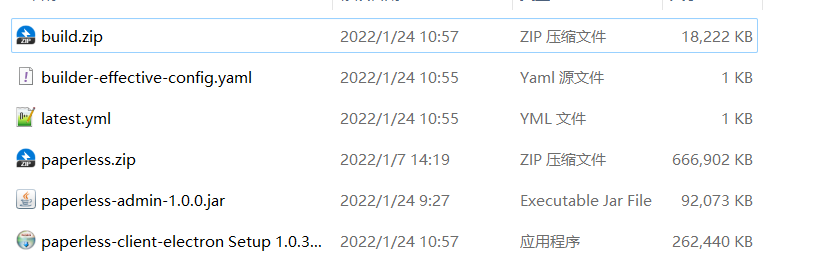 build.zip 2022/1/24 10:57 ZIP 压缩文件 18,222 KB
builder-effective-config.yaml 2022/1/24 10:55 Yaml 源文件 1 KB
latest.yml 2022/1/24 10:55 YML 文件 1 KB
paperless.zip 2022/1/7 14:19 ZIP 压缩文件 666,902 KB
paperless-admin-1.0.0.jar 2022/1/24 9:27 Executable Jar File 92,073 KB
paperless-client-electron Setup 1.0.3... 2022/1/24 10:57 应用程序 262,440 KB